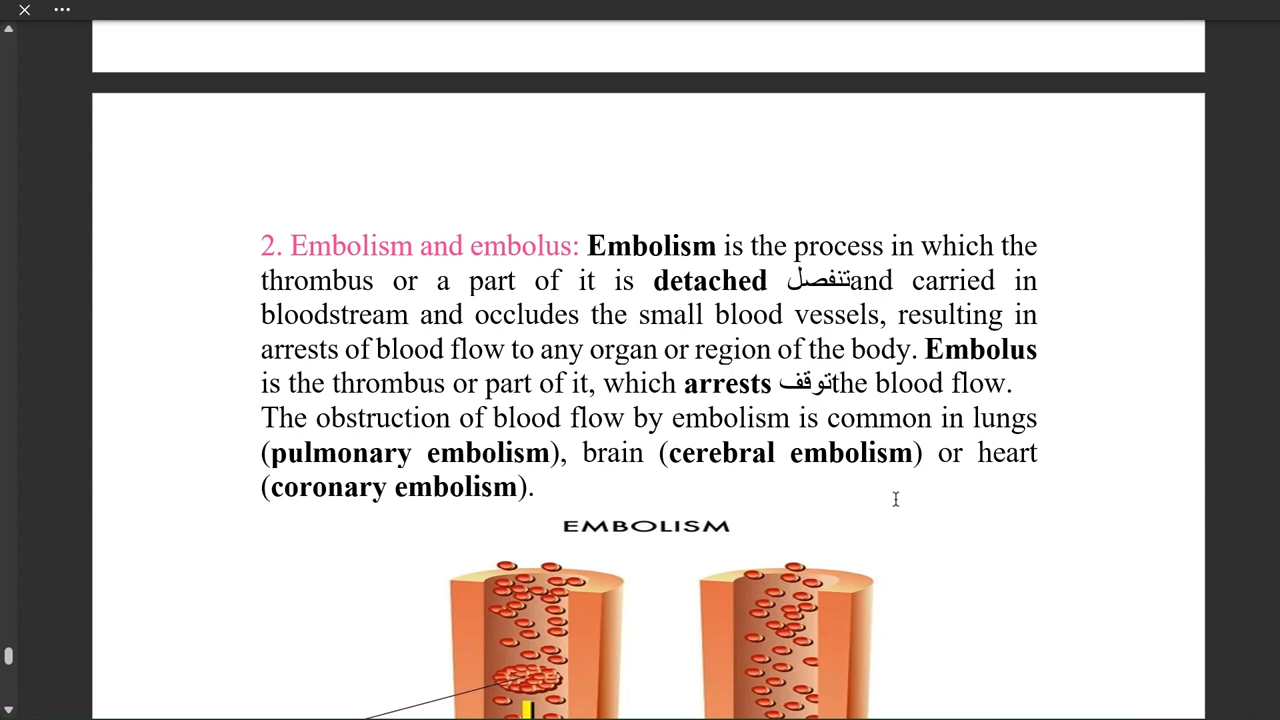 2. Embolism and embolus: Embolism is the process in which the
thrombus or a part of it is detached تنفصل and carried in
bloodstream and occludes the small blood vessels, resulting in
arrests of blood flow to any organ or region of the body. Embolus
is the thrombus or part of it, which arrests توقف the blood flow.
The obstruction of blood flow by embolism is common in lungs
(pulmonary embolism), brain (cerebral embolism) or heart
(coronary embolism).
EMBOLISM